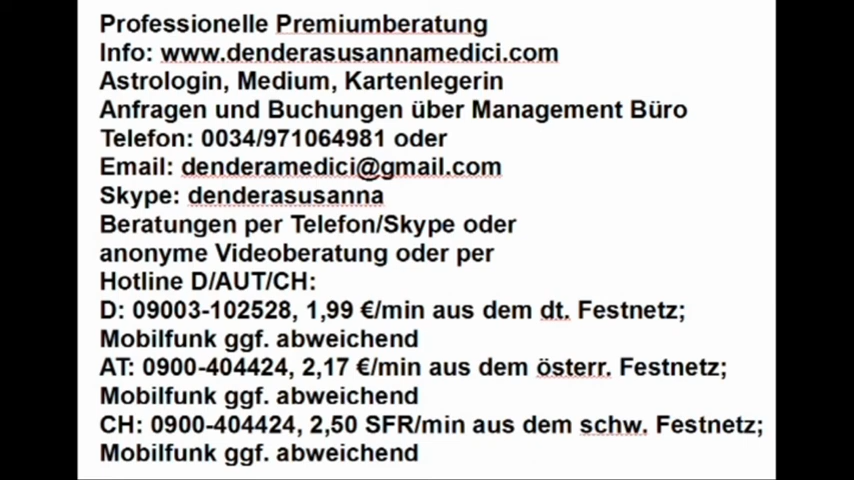 Professionelle Premiumberatung
Info: www.denderasusannamedici.com
Astrologin, Medium, Kartenlegerin
Anfragen und Buchungen über Management Büro
Telefon: 0034/971064981 oder
Email: denderamedici@gmail.com
Skype: denderasusanna
Beratungen per Telefon/Skype oder
anonyme Videoberatung oder per
Hotline D/AUT/CH:
D: 09003-102528, 1,99 €/min aus dem dt. Festnetz;
Mobilfunk ggf. abweichend
AT: 0900-404424, 2,17 €/min aus dem österr. Festnetz;
Mobilfunk ggf. abweichend
CH: 0900-404424, 2,50 SFR/min aus dem schw. Festnetz;
Mobilfunk ggf. abweichend